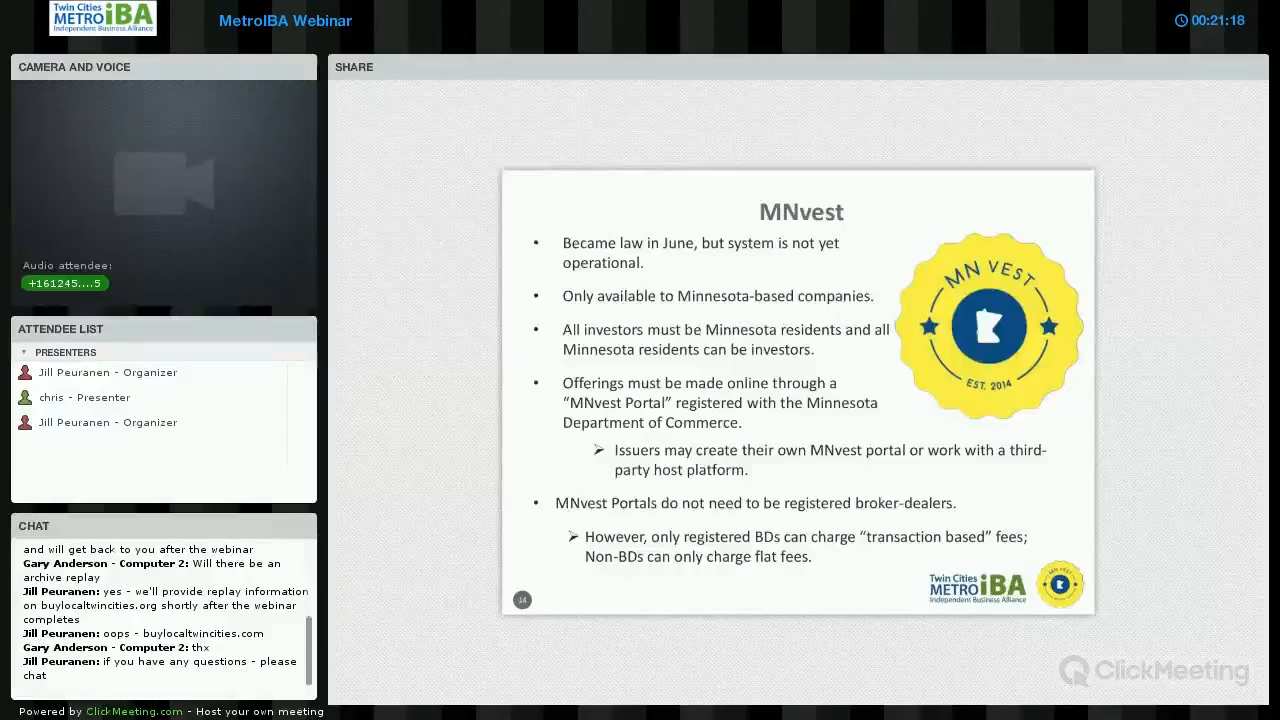 Twin Cities
METRO IBA
Independent Business Alliance
MetroIBA Webinar
00:21:18
CAMERA AND VOICE
Audio attendee:
+161245....5
ATTENDEE LIST
PRESENTERS
Jill Peuranen - Organizer
chris - Presenter
Jill Peuranen - Organizer
CHAT
and will get back to you after the webinar
Gary Anderson - Computer 2: Will there be an
archive replay
Jill Peuranen: yes - we'll provide replay information
on buylocaltwincities.org shortly after the webinar
completes
Jill Peuranen: oops - buylocaltwincities.com
Gary Anderson - Computer 2: thx
Jill Peuranen: if you have any questions - please
chat
Powered by ClickMeeting.com - Host your own meeting
SHARE
MNvest
• Became law in June, but system is not yet
operational.
• Only available to Minnesota-based companies.
• All investors must be Minnesota residents and all
Minnesota residents can be investors.
• Offerings must be made online through a
“MNvest Portal” registered with the Minnesota
Department of Commerce.
➢ Issuers may create their own MNvest portal or work with a third-
party host platform.
• MNvest Portals do not need to be registered broker-dealers.
➢ However, only registered BDs can charge “transaction based” fees;
Non-BDs can only charge flat fees.
MN VEST
EST. 2014
14
Twin Cities
METRO IBA
Independent Business Alliance
ClickMeeting